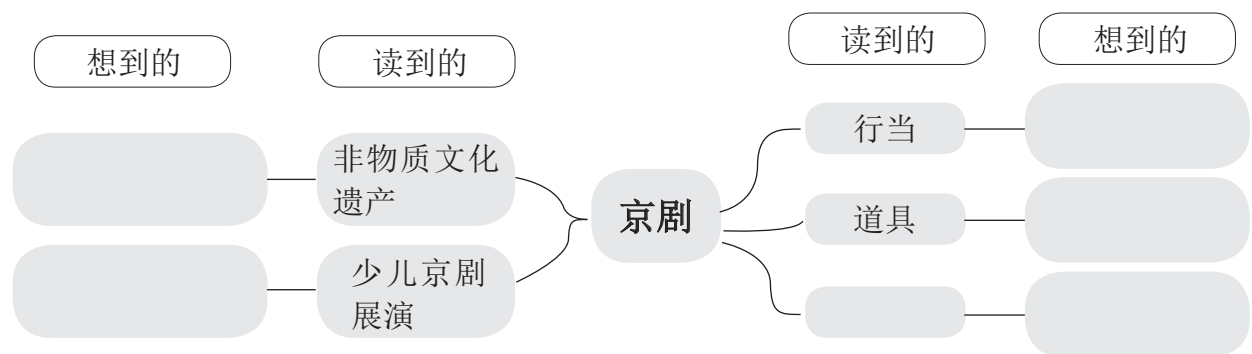 想到的
读到的
读到的
想到的
非物质文化
遗产
少儿京剧
展演
京剧
行当
道具